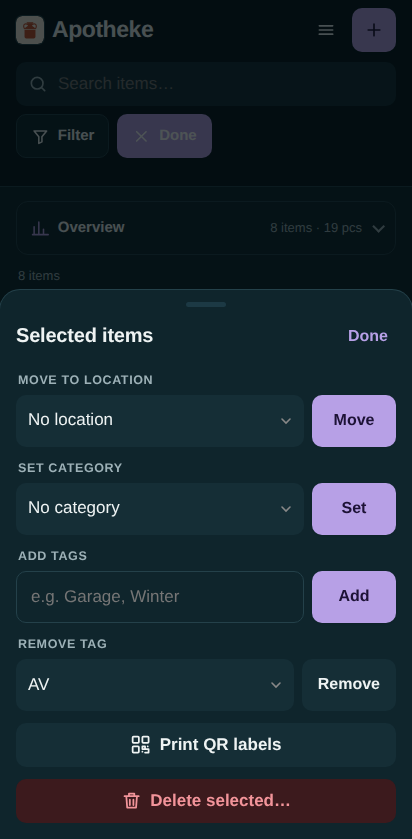 Apotheke
Search items…
Filter
Done
Overview
8 items · 19 pcs
8 items
Selected items
Done
MOVE TO LOCATION
No location
Move
SET CATEGORY
No category
Set
ADD TAGS
e.g. Garage, Winter
Add
REMOVE TAG
AV
Remove
Print QR labels
Delete selected…